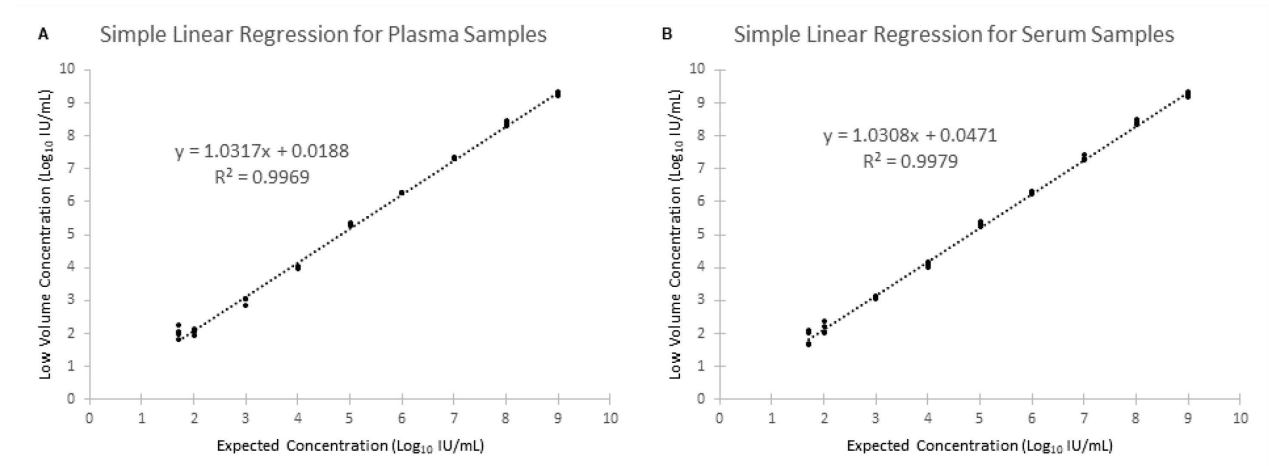 A
Simple Linear Regression for Plasma Samples
10
9
8
7
6
5
4
3
2
1
0
Low Volume Concentration (Log₁₀ IU/mL)
y = 1.0317x + 0.0188
R² = 0.9969
0 1 2 3 4 5 6 7 8 9 10
Expected Concentration (Log₁₀ IU/mL)
B
Simple Linear Regression for Serum Samples
10
9
8
7
6
5
4
3
2
1
0
Low Volume Concentration (Log₁₀ IU/mL)
y = 1.0308x + 0.0471
R² = 0.9979
0 1 2 3 4 5 6 7 8 9 10
Expected Concentration (Log₁₀ IU/mL)